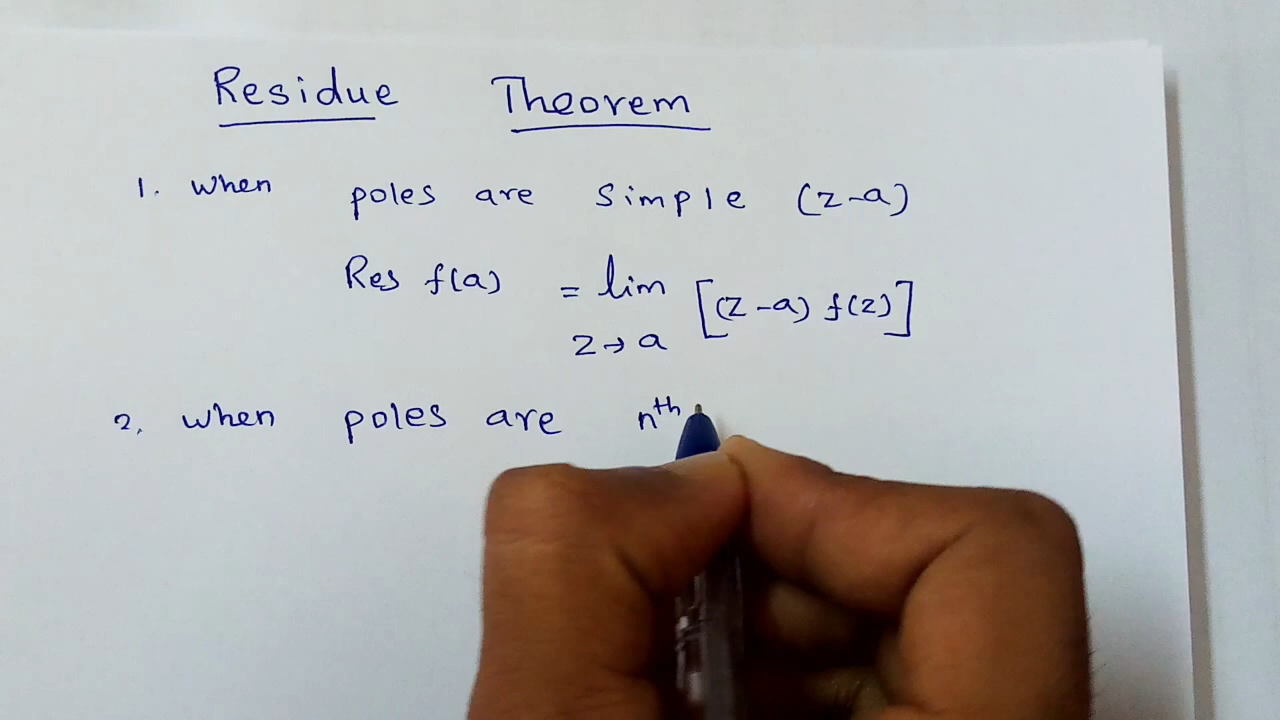 Residue Theorem
1. when poles are simple (z-a)
Res f(a) = lim [(z-a) f(z)]
z→a
2. when poles are nth